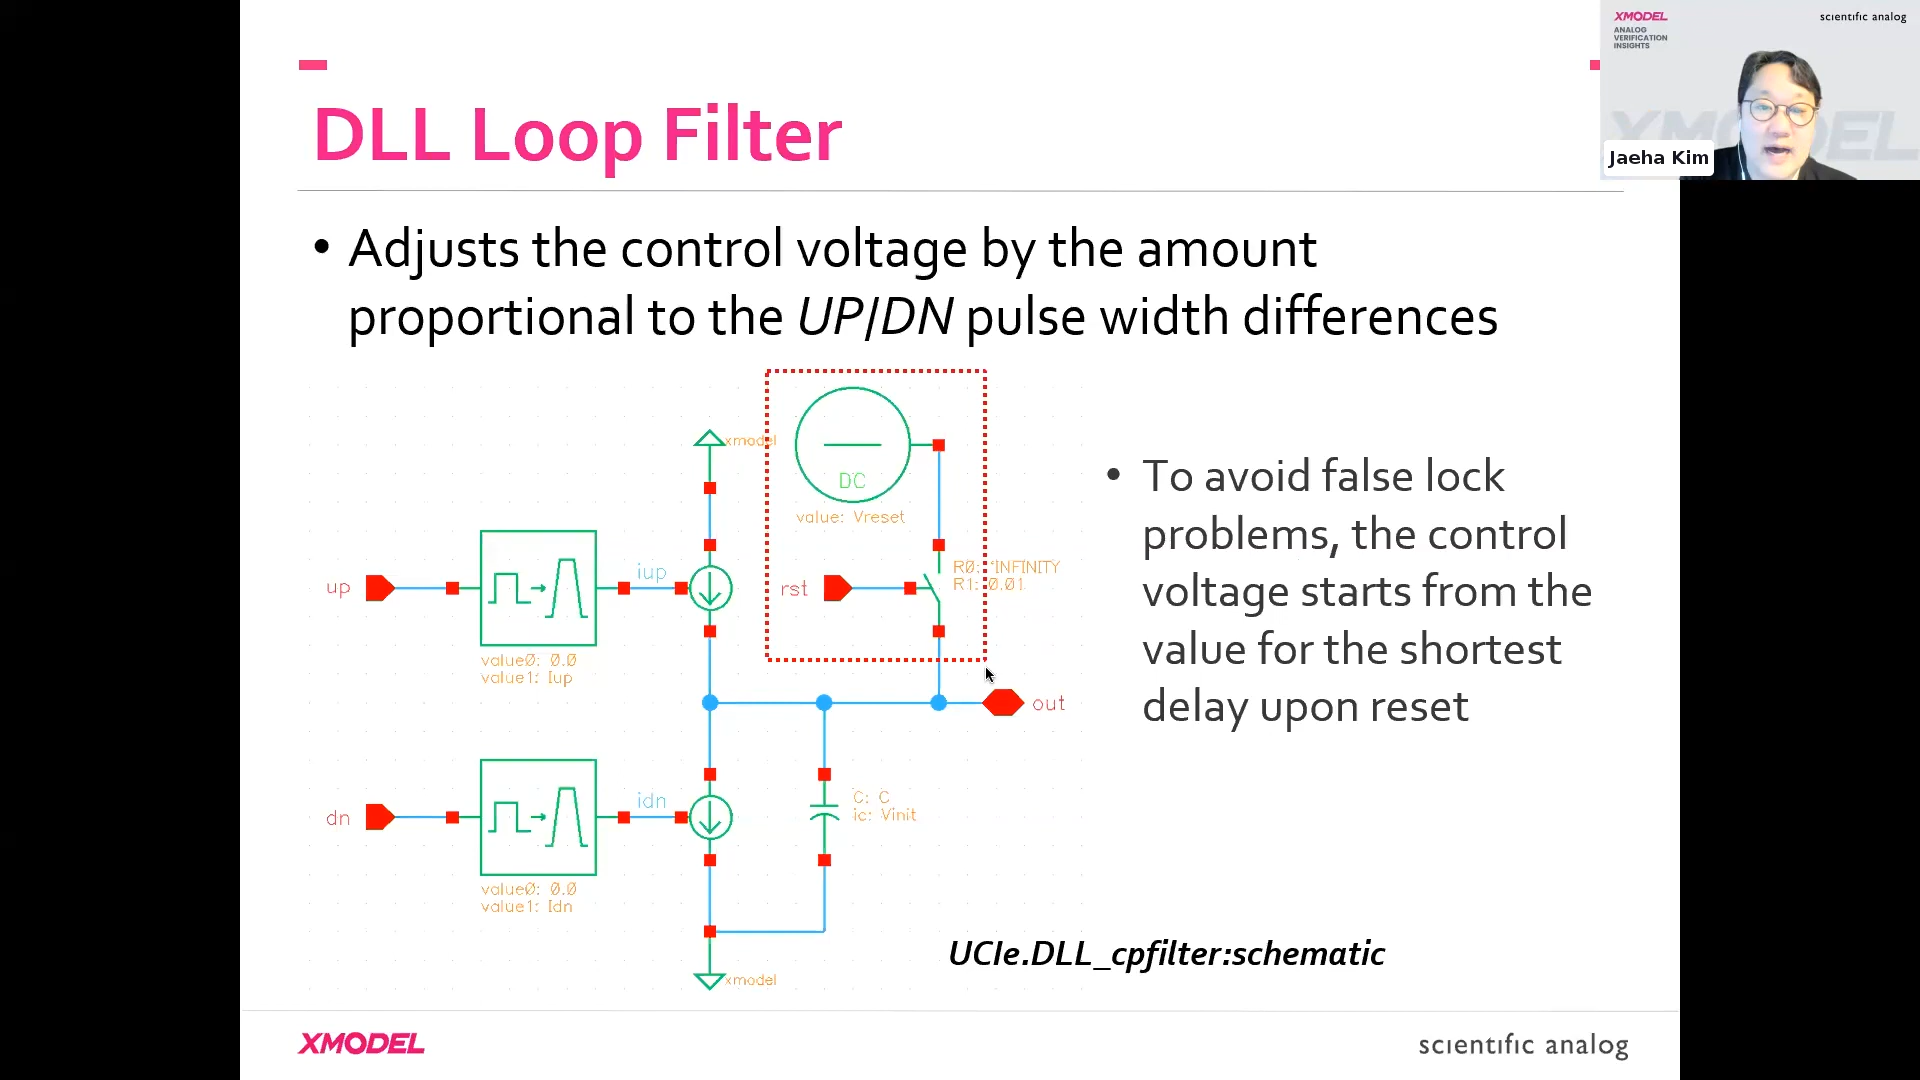 XMODEL
ANALOG
VERIFICATION
INSIGHTS
scientific analog
XMODEL
Jaeha Kim
DLL Loop Filter
• Adjusts the control voltage by the amount
proportional to the UP/DN pulse width differences
xmodel
DC
value: Vreset
up
iup
rst
R0: `INFINITY
R1: 0.01
value0: 0.0
value1: Iup
out
dn
idn
C: C
ic: Vinit
value0: 0.0
value1: Idn
xmodel
• To avoid false lock
problems, the control
voltage starts from the
value for the shortest
delay upon reset
UCIe.DLL_cpfilter:schematic
XMODEL
scientific analog